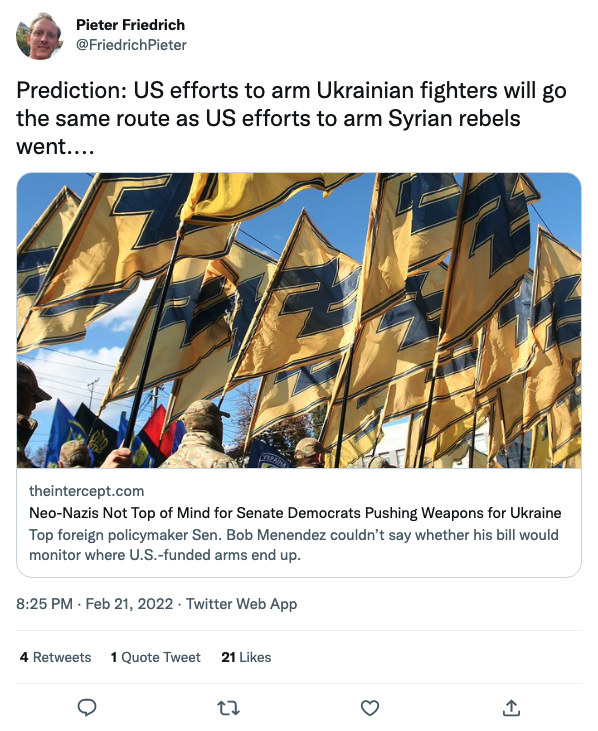 Pieter Friedrich
@FriedrichPieter
Prediction: US efforts to arm Ukrainian fighters will go
the same route as US efforts to arm Syrian rebels
went....
УКРАЇНА
theintercept.com
Neo-Nazis Not Top of Mind for Senate Democrats Pushing Weapons for Ukraine
Top foreign policymaker Sen. Bob Menendez couldn’t say whether his bill would
monitor where U.S.-funded arms end up.
8:25 PM · Feb 21, 2022 · Twitter Web App
4 Retweets 1 Quote Tweet 21 Likes